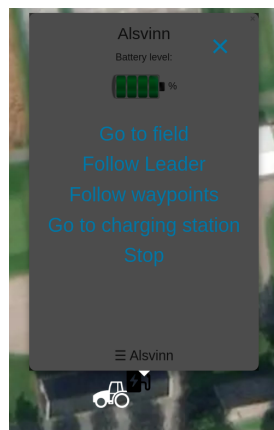 Alsvinn
Battery level:
%
Go to field
Follow Leader
Follow waypoints
Go to charging station
Stop
☰ Alsvinn